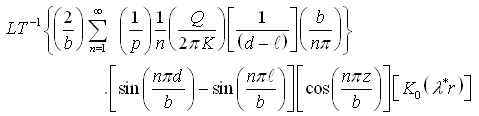 LT⁻¹{(2/b) ∑_{n=1}^{∞} (1/p) 1/n (Q/(2πK)) [1/(d − ℓ)] (b/(nπ))}
.[sin(nπd/b) − sin(nπℓ/b)][cos(nπz/b)][K₀(λ*r)]